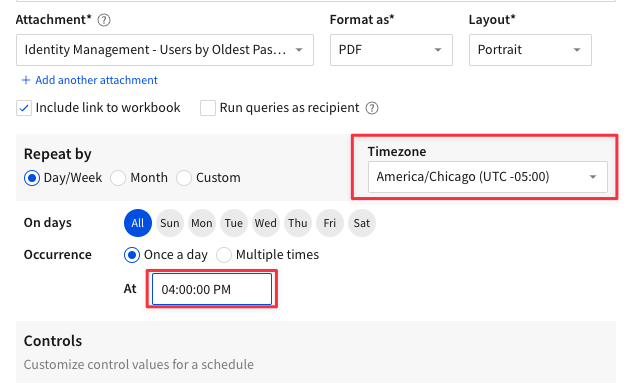 Attachment* ? Format as* Layout*
Identity Management - Users by Oldest Pas... PDF Portrait
+ Add another attachment
Include link to workbook Run queries as recipient ?
Repeat by Timezone
Day/Week Month Custom America/Chicago (UTC -05:00)
On days All Sun Mon Tue Wed Thu Fri Sat
Occurrence Once a day Multiple times
At 04:00:00 PM
Controls
Customize control values for a schedule